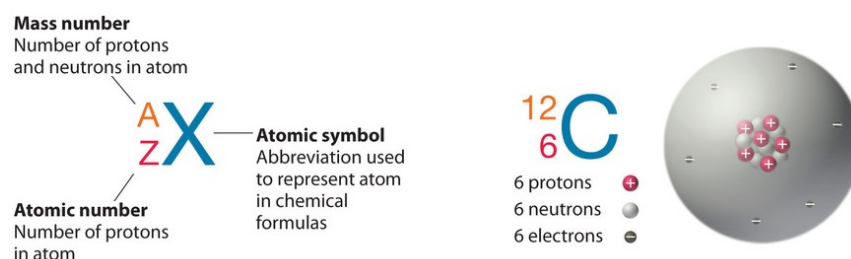 Mass number
Number of protons
and neutrons in atom
A
Z
X
Atomic symbol
Abbreviation used
to represent atom
in chemical
formulas
Atomic number
Number of protons
in atom
12
6
C
6 protons +
6 neutrons
6 electrons −